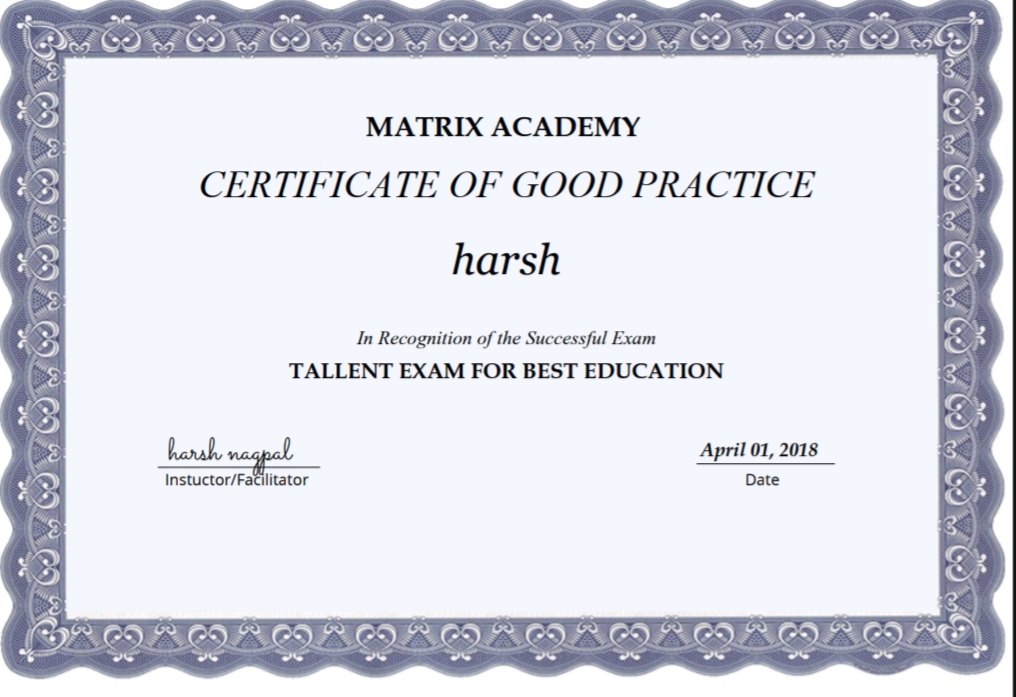 MATRIX ACADEMY
CERTIFICATE OF GOOD PRACTICE
harsh
In Recognition of the Successful Exam
TALLENT EXAM FOR BEST EDUCATION
harsh nagpal
Instuctor/Facilitator
April 01, 2018
Date